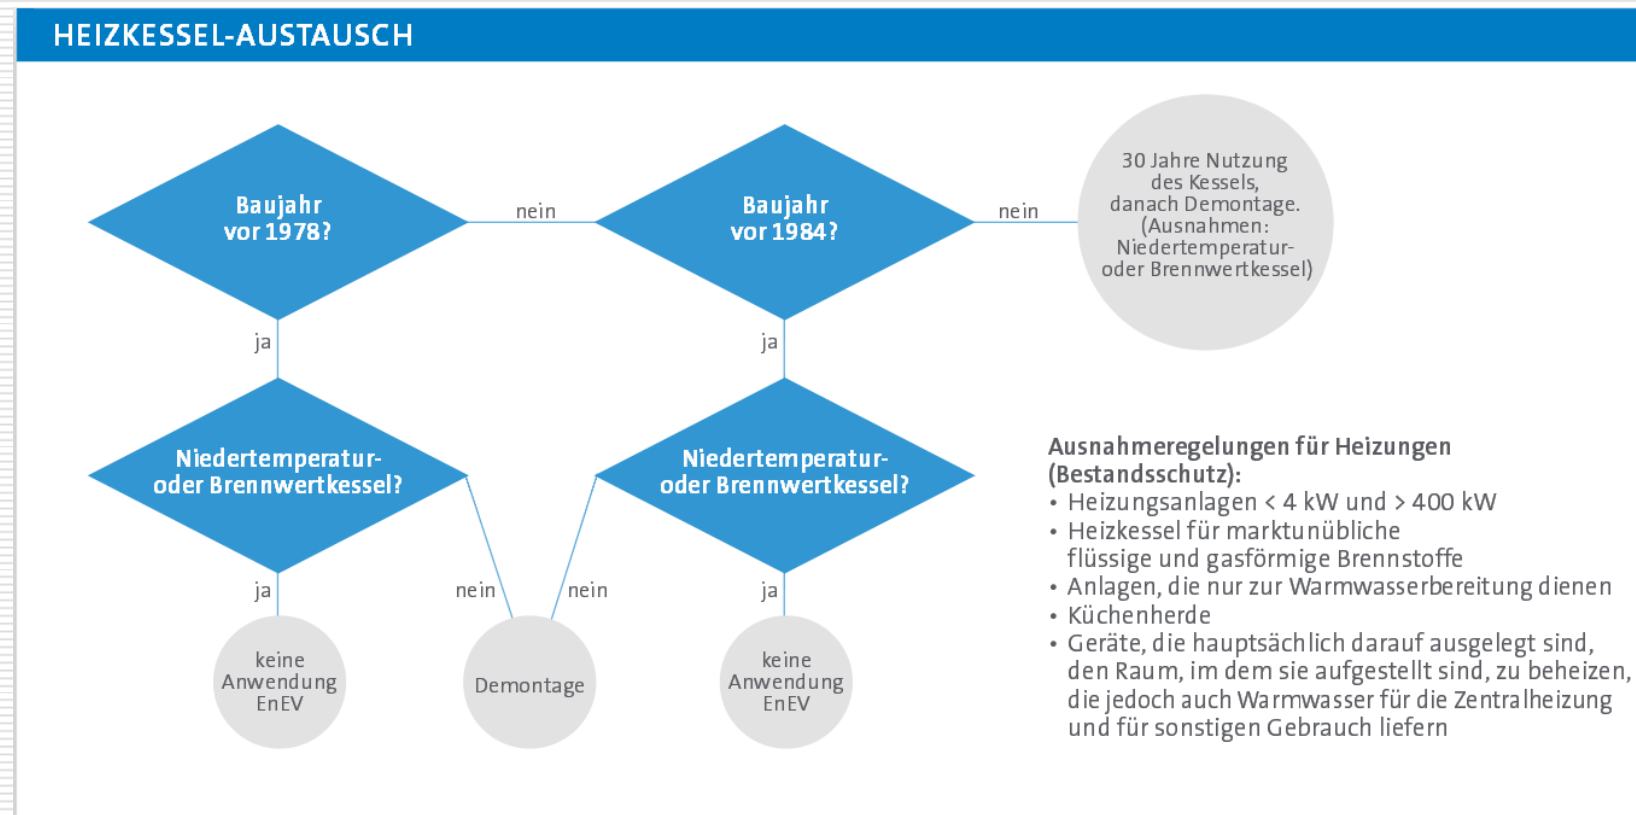 HEIZKESSEL-AUSTAUSCH
Baujahr
vor 1978?
nein
Baujahr
vor 1984?
nein
30 Jahre Nutzung
des Kessels,
danach Demontage.
(Ausnahmen:
Niedertemperatur-
oder Brennwertkessel)
ja
ja
Niedertemperatur-
oder Brennwertkessel?
Niedertemperatur-
oder Brennwertkessel?
ja
nein
nein
ja
keine
Anwendung
EnEV
Demontage
keine
Anwendung
EnEV
Ausnahmeregelungen für Heizungen
(Bestandsschutz):
• Heizungsanlagen < 4 kW und > 400 kW
• Heizkessel für marktunübliche
flüssige und gasförmige Brennstoffe
• Anlagen, die nur zur Warmwasserbereitung dienen
• Küchenherde
• Geräte, die hauptsächlich darauf ausgelegt sind,
den Raum, im dem sie aufgestellt sind, zu beheizen,
die jedoch auch Warmwasser für die Zentralheizung
und für sonstigen Gebrauch liefern